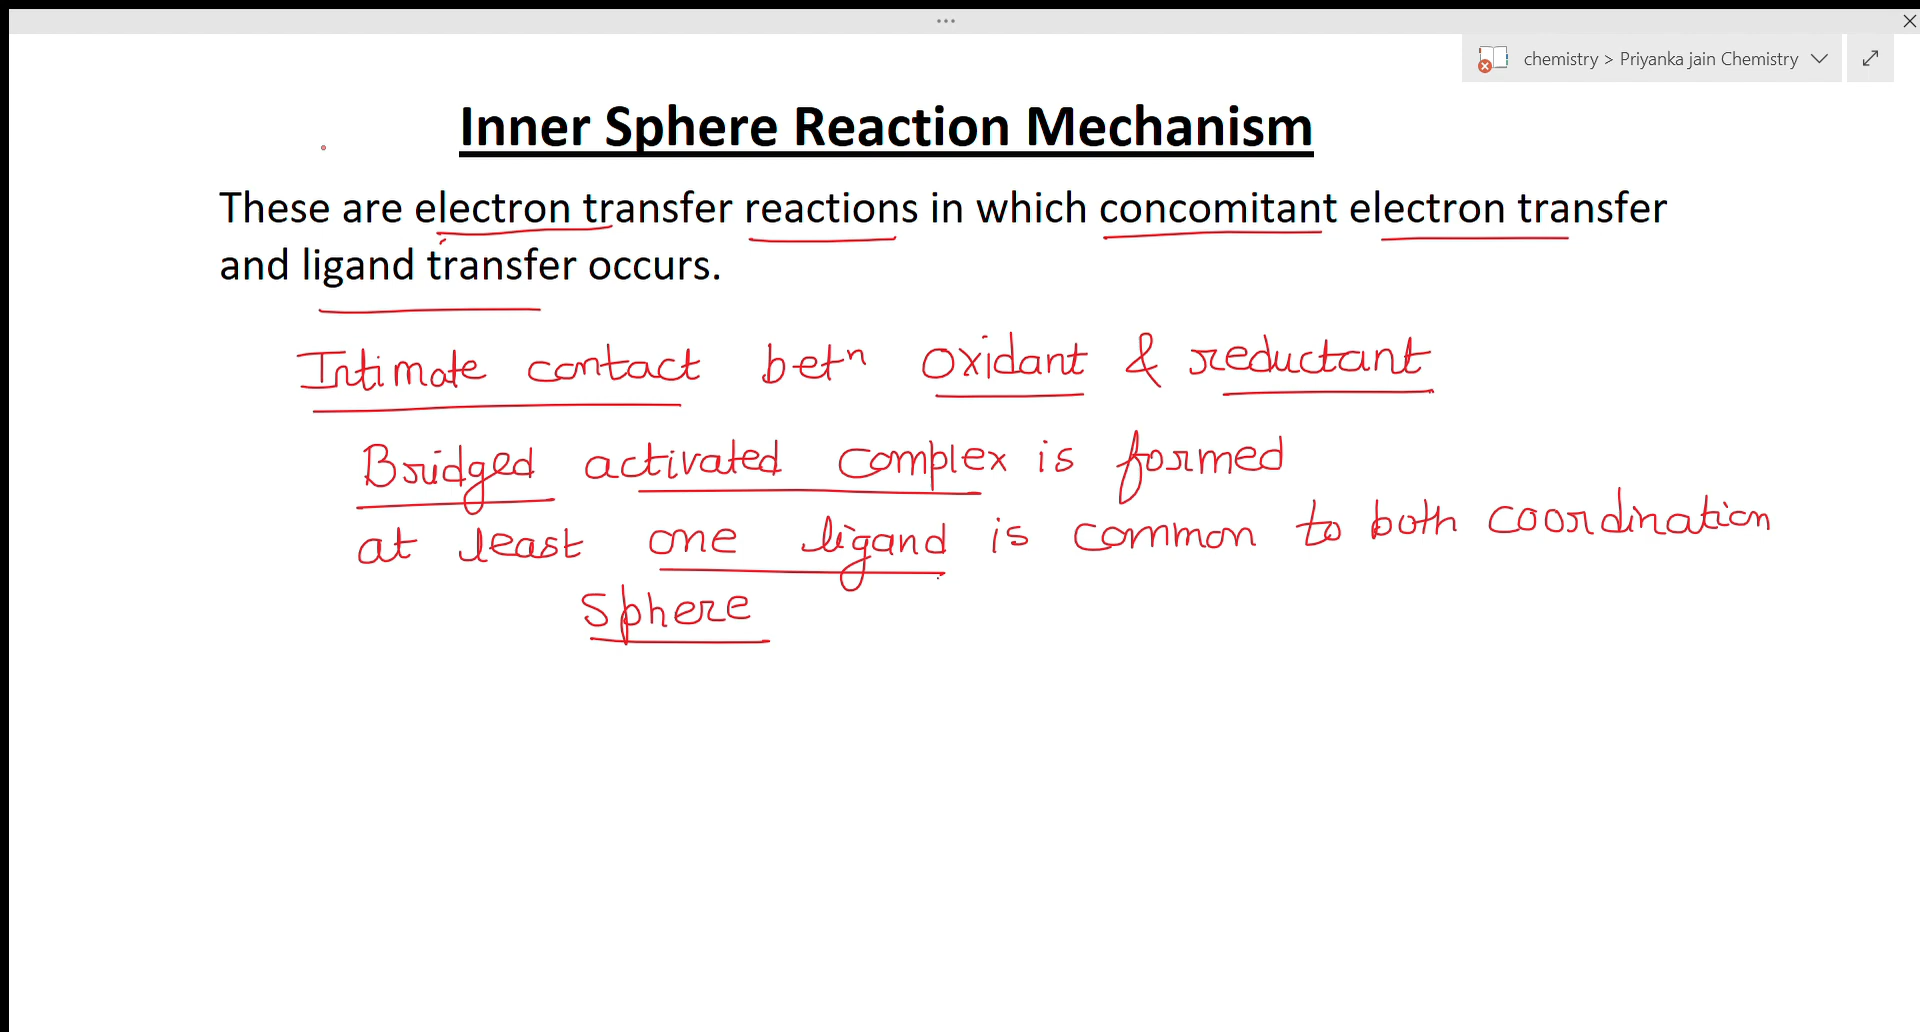 chemistry > Priyanka jain Chemistry
Inner Sphere Reaction Mechanism
These are electron transfer reactions in which concomitant electron transfer
and ligand transfer occurs.
Intimate contact betⁿ oxidant & reductant
Bridged activated complex is formed
at least one ligand is common to both coordination
sphere